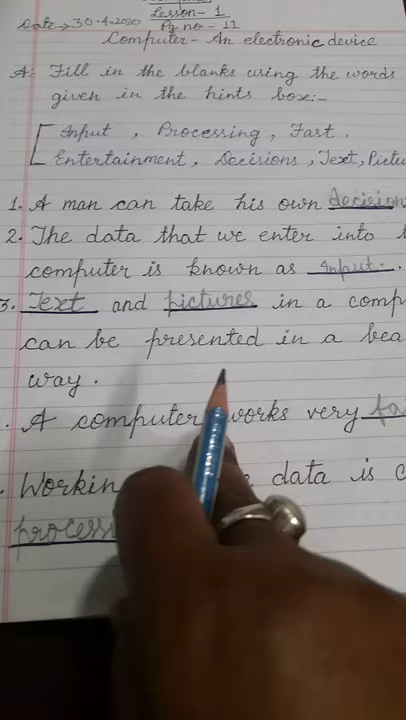 Lesson- 1
Date → 30-4-2020 Pg no - 11
Computer- An electronic device
A: Fill in the blanks using the words
given in the hints box:-
Input , Processing, Fast,
Entertainment, Decisions, Text, Pictu
1. A man can take his own decision
2. The data that we enter into t
computer is known as Input.
3. Text and pictures in a comp
can be presented in a bea
way.
. A computer works very fa
. Workin data is c
processi